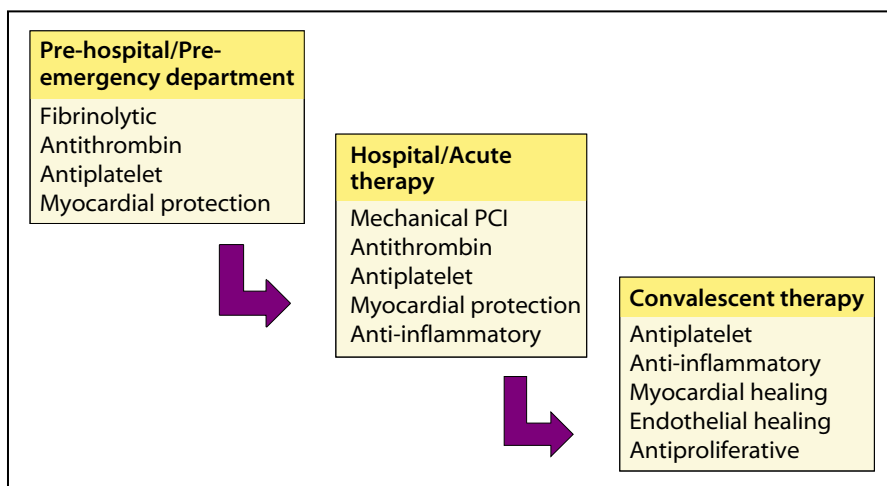 Pre-hospital/Pre-
emergency department
Fibrinolytic
Antithrombin
Antiplatelet
Myocardial protection
Hospital/Acute
therapy
Mechanical PCI
Antithrombin
Antiplatelet
Myocardial protection
Anti-inflammatory
Convalescent therapy
Antiplatelet
Anti-inflammatory
Myocardial healing
Endothelial healing
Antiproliferative